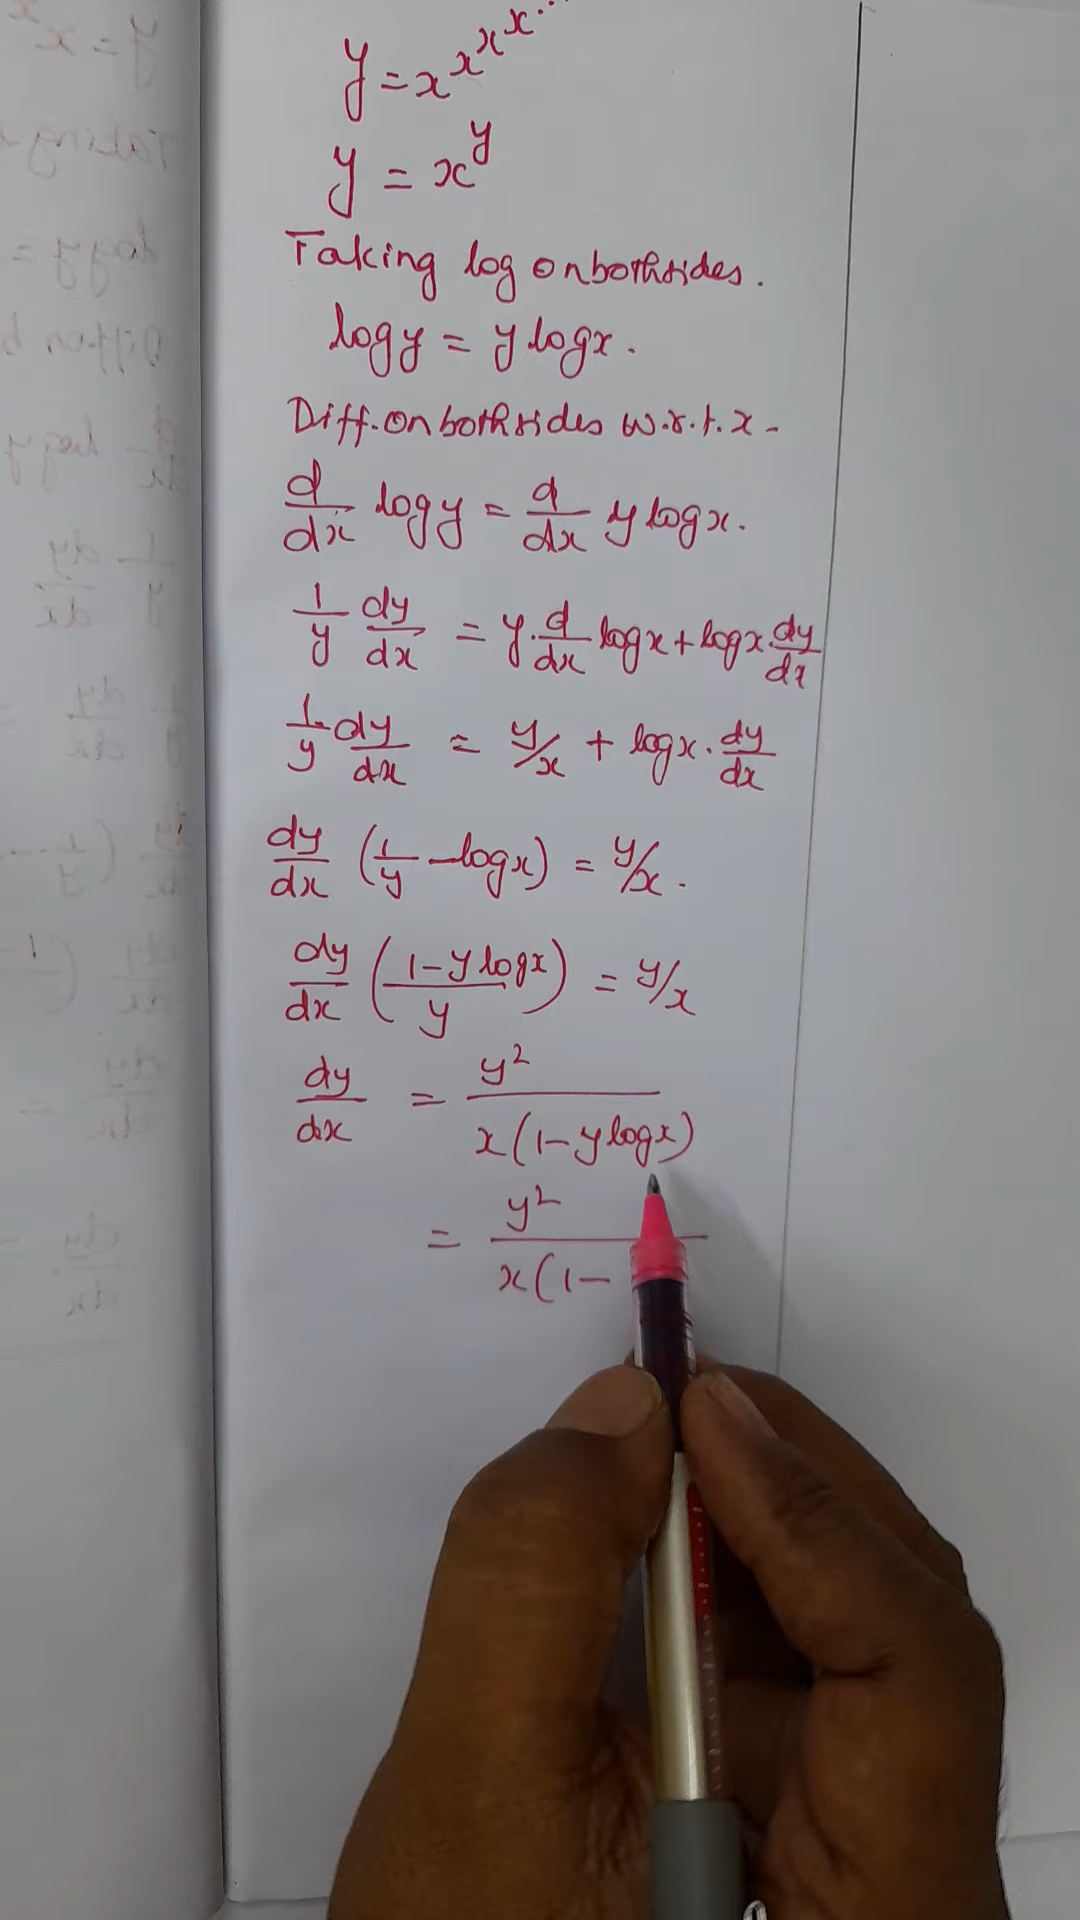 y = x^x^x^x...
y = x^y
Taking log on both sides.
log y = y log x.
Diff. on both sides w.r.t. x -
d/dx log y = d/dx y log x.
1/y dy/dx = y · d/dx log x + log x · dy/dx
1/y · dy/dx = y/x + log x · dy/dx
dy/dx (1/y - log x) = y/x.
dy/dx ((1 - y log x)/y) = y/x
dy/dx = y²/x(1 - y log x)
= y²/x(1 -